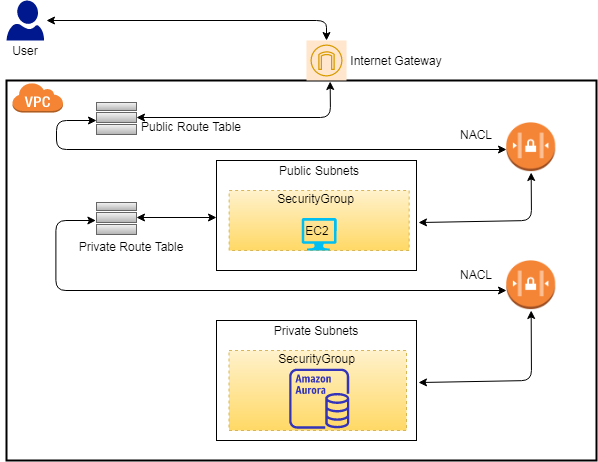 User
Internet Gateway
VPC
Public Route Table
NACL
Public Subnets
SecurityGroup
EC2
Private Route Table
NACL
Private Subnets
SecurityGroup
Amazon
Aurora